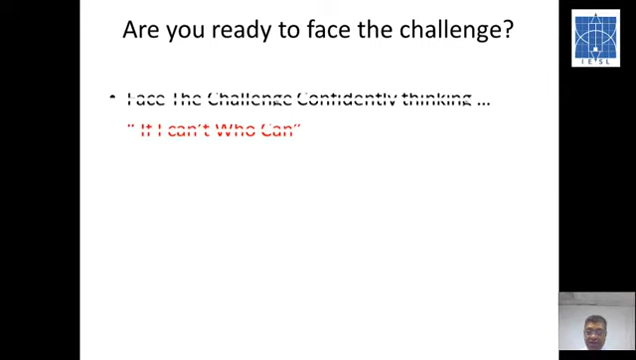 Are you ready to face the challenge?
• Face The Challenge Confidently thinking ...
" If I can't Who Can"
IESL